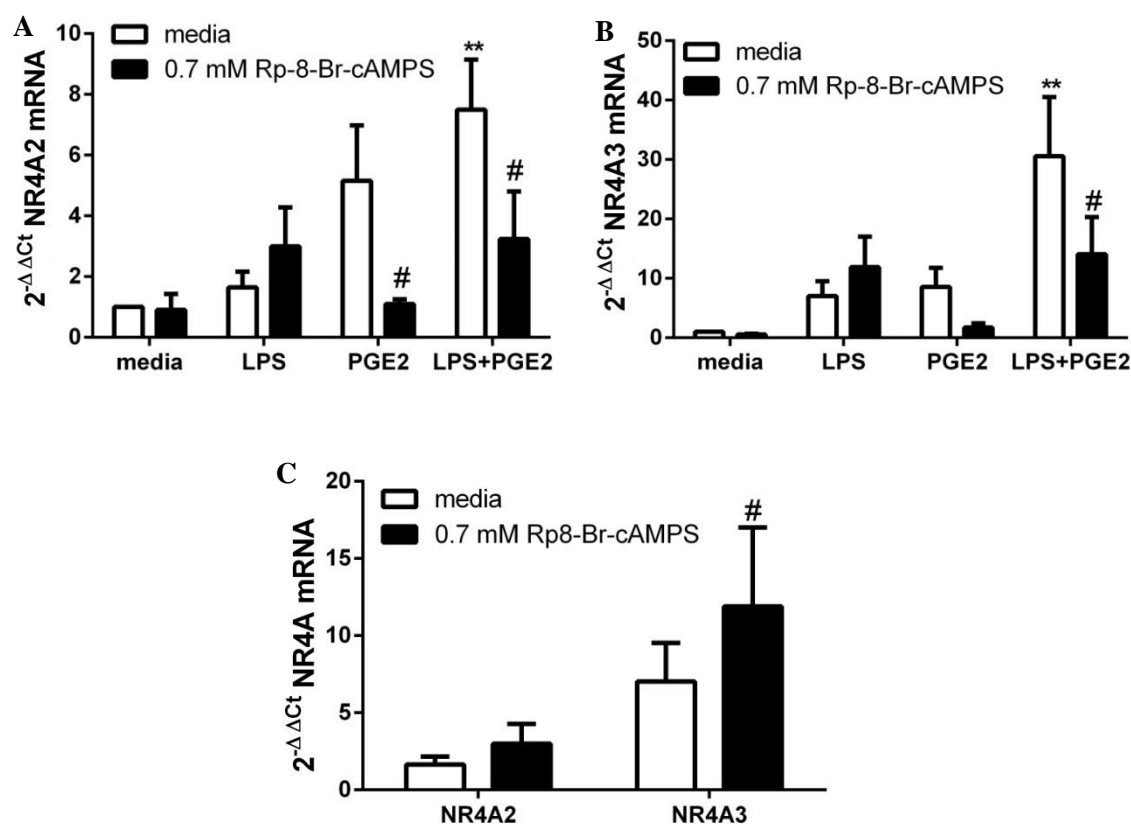 A
2^-Δ ΔCt NR4A2 mRNA
10
8
6
4
2
0
media
0.7 mM Rp-8-Br-cAMPS
**
#
#
media LPS PGE2 LPS+PGE2
B
2^-Δ ΔCt NR4A3 mRNA
50
40
30
20
10
0
media
0.7 mM Rp-8-Br-cAMPS
**
#
media LPS PGE2 LPS+PGE2
C
2^-Δ ΔCt NR4A mRNA
20
15
10
5
0
media
0.7 mM Rp8-Br-cAMPS
#
NR4A2 NR4A3